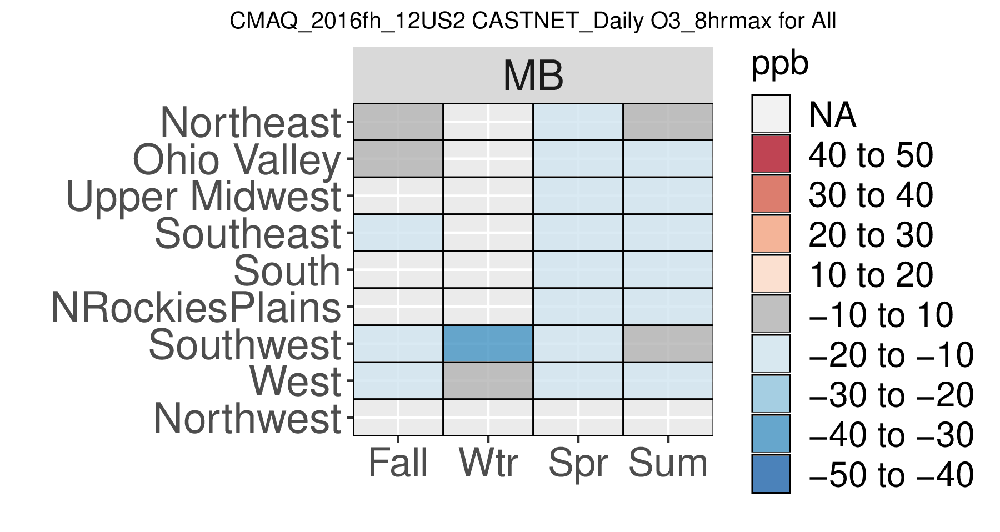 CMAQ_2016fh_12US2 CASTNET_Daily O3_8hrmax for All
MB
Northeast
Ohio Valley
Upper Midwest
Southeast
South
NRockiesPlains
Southwest
West
Northwest
Fall Wtr Spr Sum
ppb
NA
40 to 50
30 to 40
20 to 30
10 to 20
−10 to 10
−20 to −10
−30 to −20
−40 to −30
−50 to −40